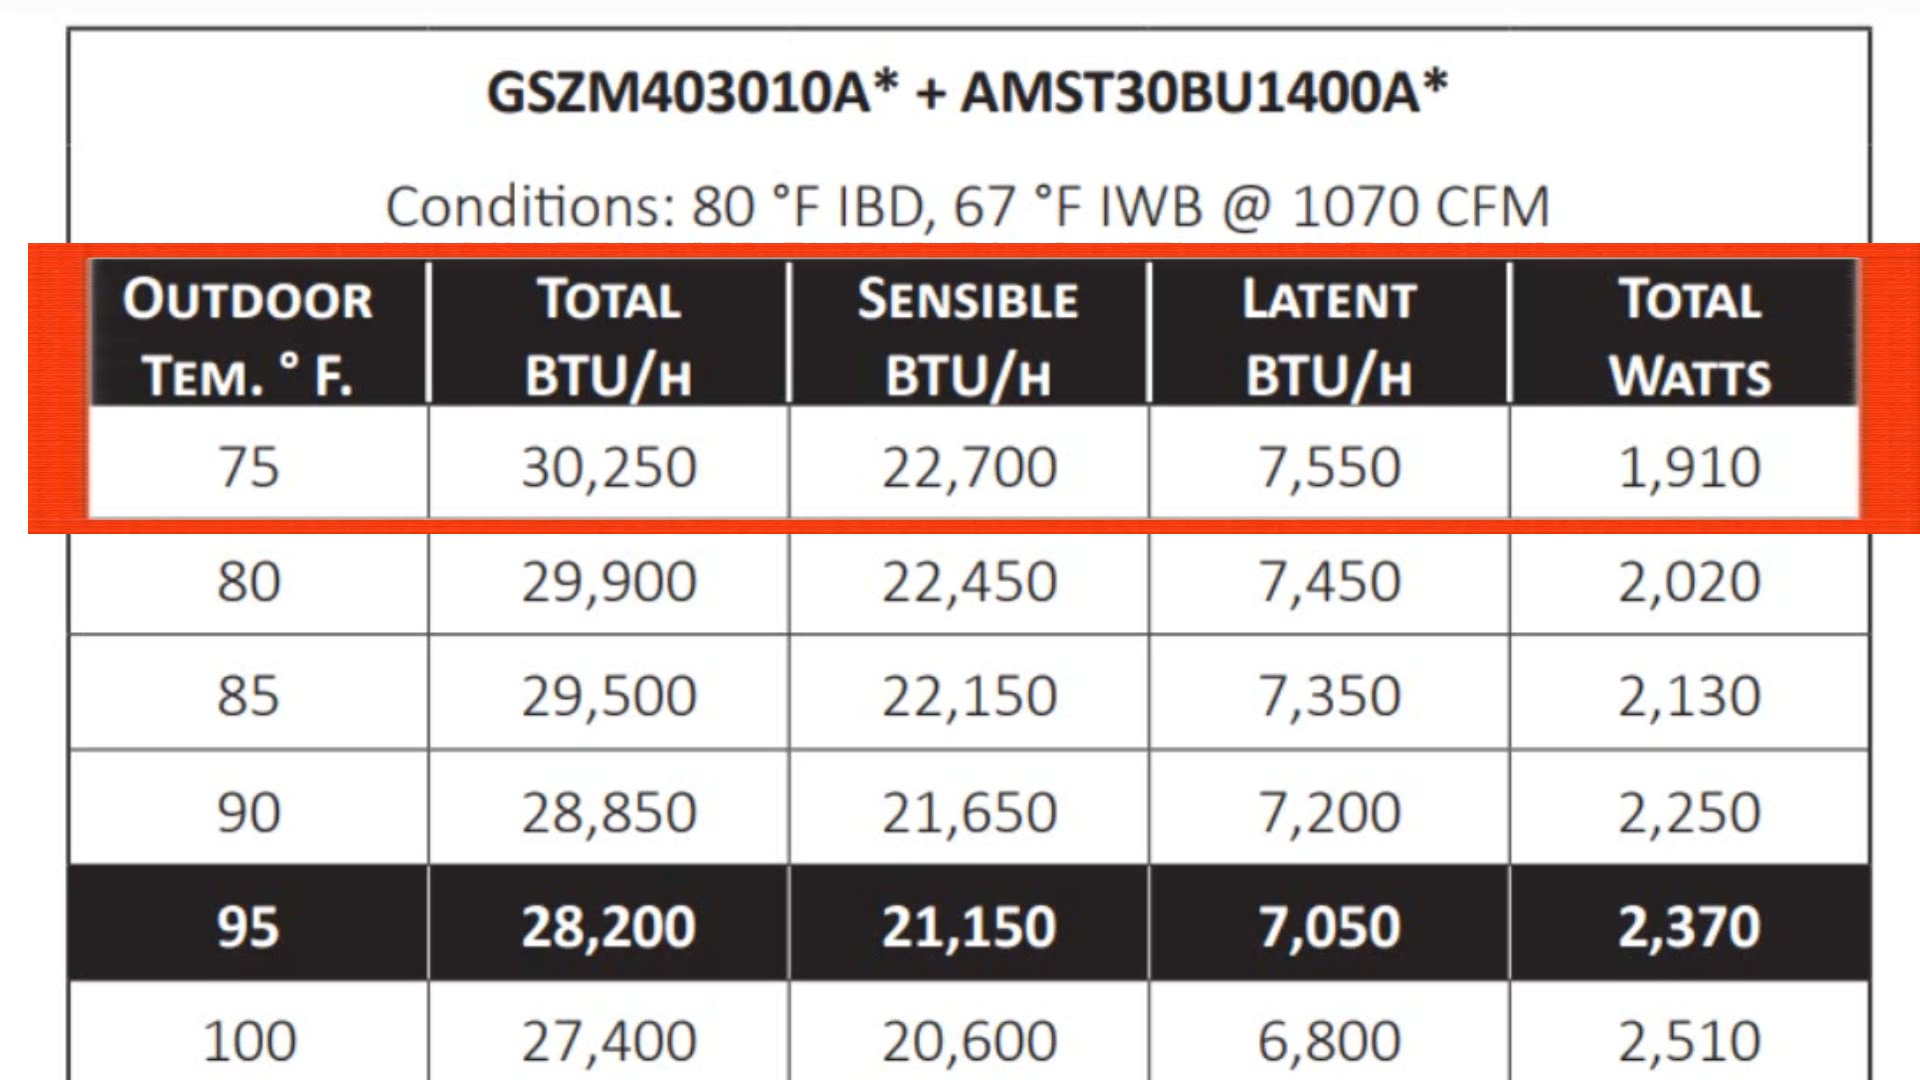 GSZM403010A* + AMST30BU1400A*
Conditions: 80 °F IBD, 67 °F IWB @ 1070 CFM
OUTDOOR TEM. ° F. TOTAL BTU/H SENSIBLE BTU/H LATENT BTU/H TOTAL WATTS
75 30,250 22,700 7,550 1,910
80 29,900 22,450 7,450 2,020
85 29,500 22,150 7,350 2,130
90 28,850 21,650 7,200 2,250
95 28,200 21,150 7,050 2,370
100 27,400 20,600 6,800 2,510